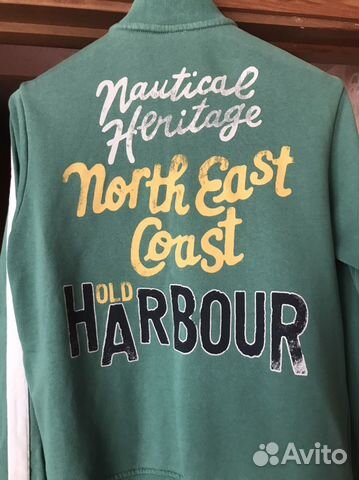 Nautical
Heritage
North East
Coast
OLD
HARBOUR
Avito